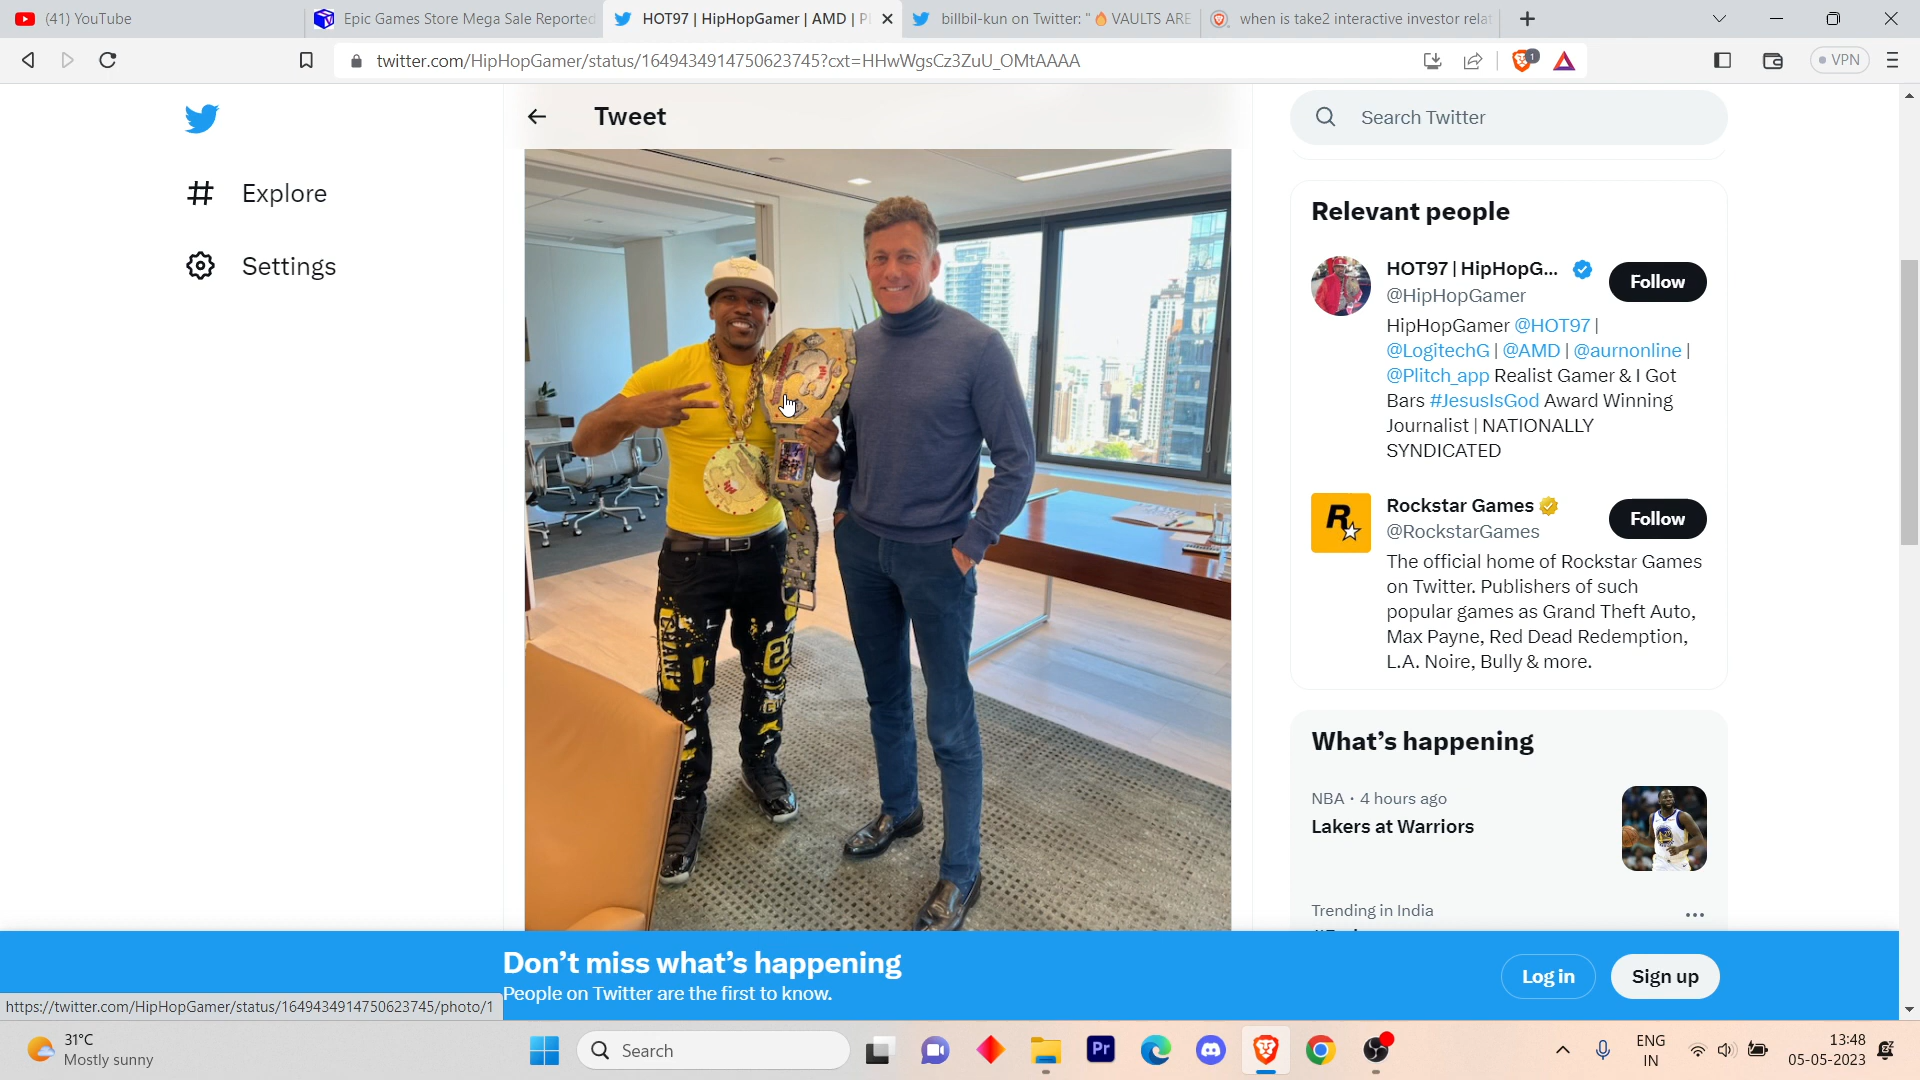 (41) YouTube
Epic Games Store Mega Sale Reported
HOT97 | HipHopGamer | AMD | P
billbil-kun on Twitter: "🔥 VAULTS ARE
when is take2 interactive investor rela
twitter.com/HipHopGamer/status/1649434914750623745?cxt=HHwWgsCz3ZuU_OMtAAAA
1
VPN
Explore
Settings
Tweet
Search Twitter
Relevant people
HOT97 | HipHopG...
Follow
@HipHopGamer
HipHopGamer @HOT97 |
@LogitechG | @AMD | @aurnonline |
@Plitch_app Realist Gamer & I Got
Bars #JesusIsGod Award Winning
Journalist | NATIONALLY
SYNDICATED
Rockstar Games
Follow
@RockstarGames
The official home of Rockstar Games
on Twitter. Publishers of such
popular games as Grand Theft Auto,
Max Payne, Red Dead Redemption,
L.A. Noire, Bully & more.
What's happening
NBA · 4 hours ago
Lakers at Warriors
Trending in India
Don't miss what's happening
People on Twitter are the first to know.
Log in
Sign up
https://twitter.com/HipHopGamer/status/1649434914750623745/photo/1
31°C
Mostly sunny
Search
Pr
ENG
IN
13:48
05-05-2023